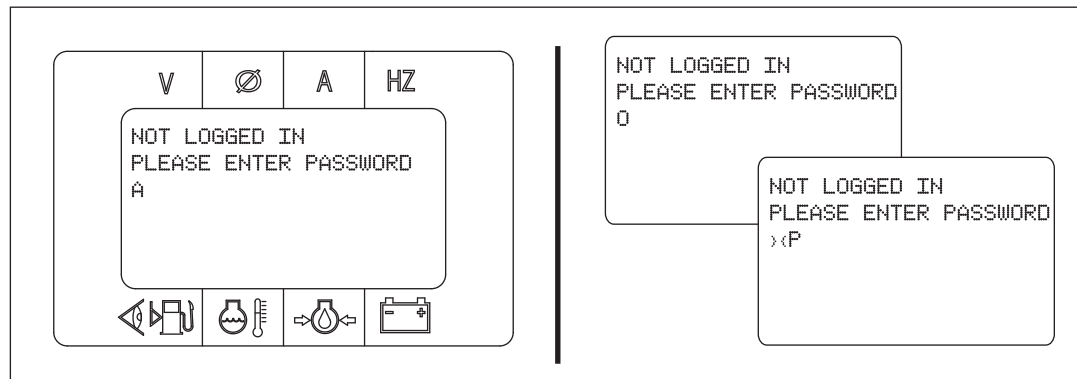 V Ø A HZ
NOT LOGGED IN
PLEASE ENTER PASSWORD
A
NOT LOGGED IN
PLEASE ENTER PASSWORD
O
NOT LOGGED IN
PLEASE ENTER PASSWORD
›‹P